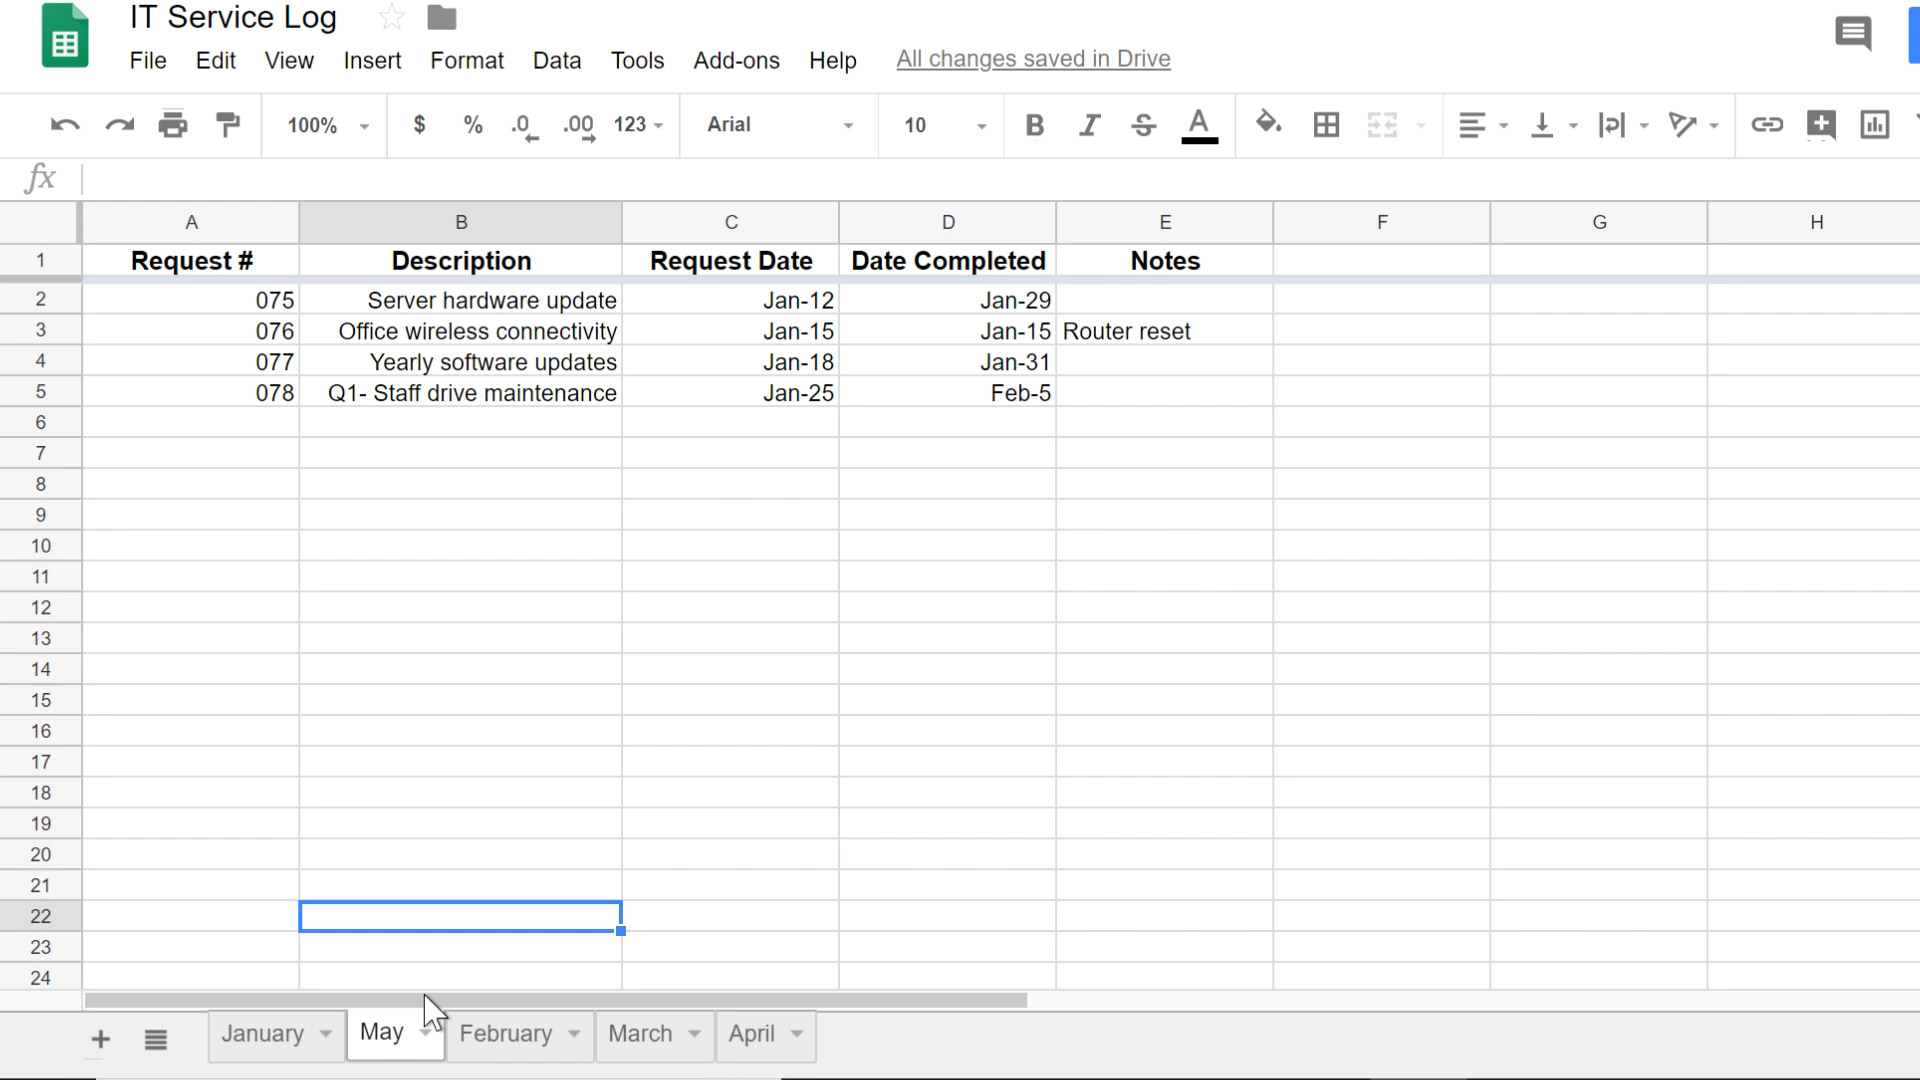 IT Service Log
File Edit View Insert Format Data Tools Add-ons Help All changes saved in Drive
100% $ % .0 .00 123 Arial 10 B I S A
fx
A B C D E F G H
1 Request # Description Request Date Date Completed Notes
2 075 Server hardware update Jan-12 Jan-29
3 076 Office wireless connectivity Jan-15 Jan-15 Router reset
4 077 Yearly software updates Jan-18 Jan-31
5 078 Q1- Staff drive maintenance Jan-25 Feb-5
6
7
8
9
10
11
12
13
14
15
16
17
18
19
20
21
22
23
24
January May February March April